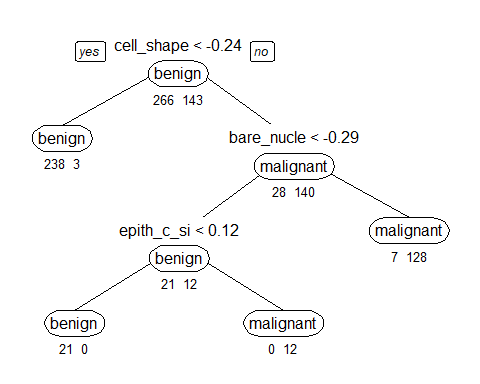 yes cell_shape < -0.24 no
benign
266 143
benign
238 3
bare_nucle < -0.29
malignant
28 140
epith_c_si < 0.12
benign
21 12
malignant
7 128
benign
21 0
malignant
0 12